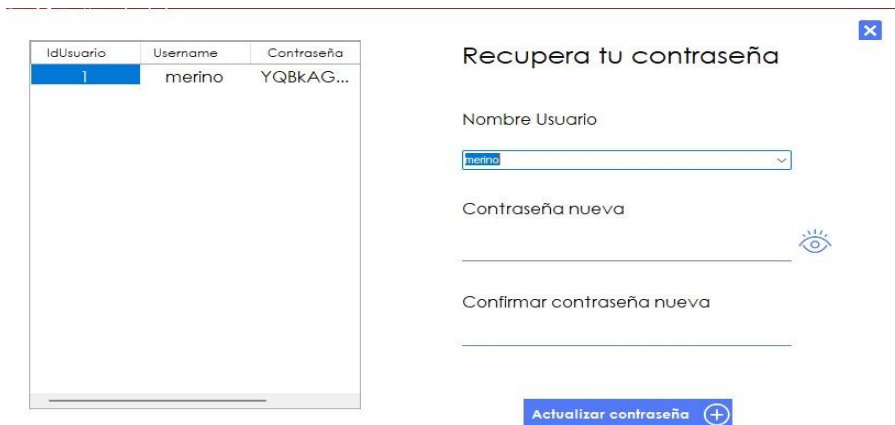 IdUsuario Username Contraseña
1 merino YQBkAG...
Recupera tu contraseña
Nombre Usuario
merino
Contraseña nueva
Confirmar contraseña nueva
Actualizar contraseña